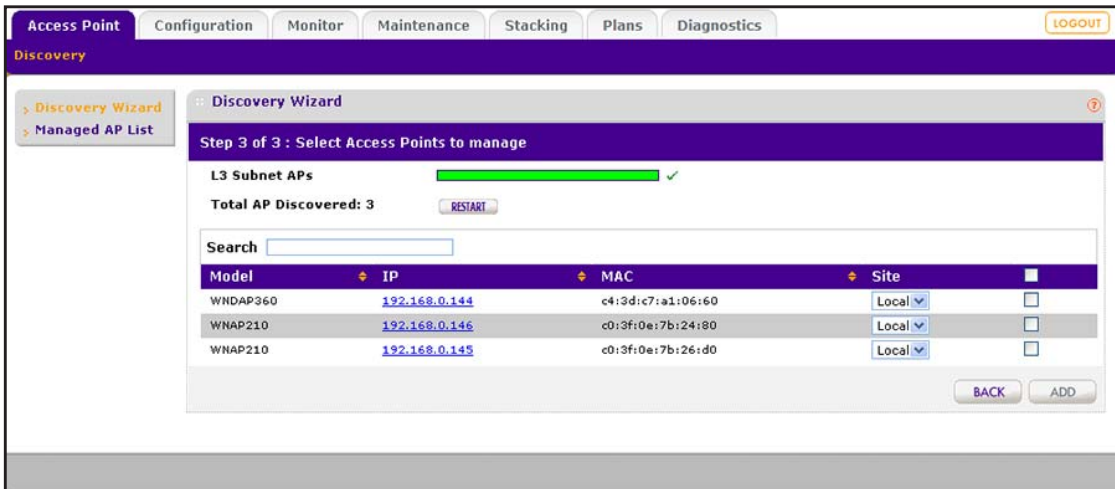 Access Point Configuration Monitor Maintenance Stacking Plans Diagnostics LOGOUT
Discovery
Discovery Wizard
Managed AP List
Discovery Wizard ?
Step 3 of 3 : Select Access Points to manage
L3 Subnet APs
Total AP Discovered: 3 RESTART
Search
Model IP MAC Site
WNDAP360 192.168.0.144 c4:3d:c7:a1:06:60 Local
WNAP210 192.168.0.146 c0:3f:0e:7b:24:80 Local
WNAP210 192.168.0.145 c0:3f:0e:7b:26:d0 Local
BACK ADD